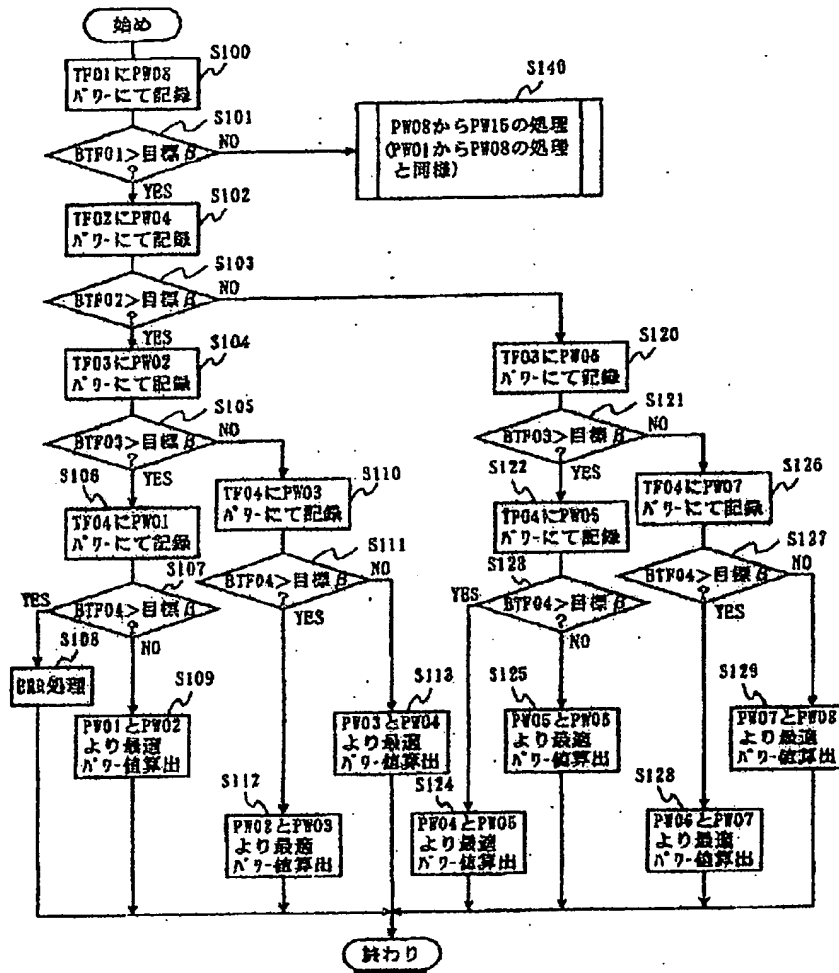 始め
S100
TF01にPW08
パワーにて記録
S101
BTF01>目標β
?
NO
YES
S140
PW08からPW15の処理
(PW01からPW08の処理
と同様)
S102
TF02にPW04
パワーにて記録
S103
BTF02>目標β
?
NO
YES
S104
TF03にPW02
パワーにて記録
S105
BTF03>目標β
?
NO
YES
S120
TF03にPW06
パワーにて記録
S121
BTF03>目標β
?
NO
YES
S106
TF04にPW01
パワーにて記録
S110
TF04にPW03
パワーにて記録
S122
TF04にPW05
パワーにて記録
S126
TF04にPW07
パワーにて記録
S107
YES
BTF04>目標β
?
NO
S111
BTF04>目標β
?
NO
YES
S123
YES
BTF04>目標β
?
NO
S127
BTF04>目標β
?
NO
YES
S108
ERR処理
S109
PW01とPW02
より最適
パワー値算出
S113
PW03とPW04
より最適
パワー値算出
S125
PW05とPW06
より最適
パワー値算出
S129
PW07とPW08
より最適
パワー値算出
S112
PW02とPW03
より最適
パワー値算出
S124
PW04とPW05
より最適
パワー値算出
S128
PW06とPW07
より最適
パワー値算出
終わり